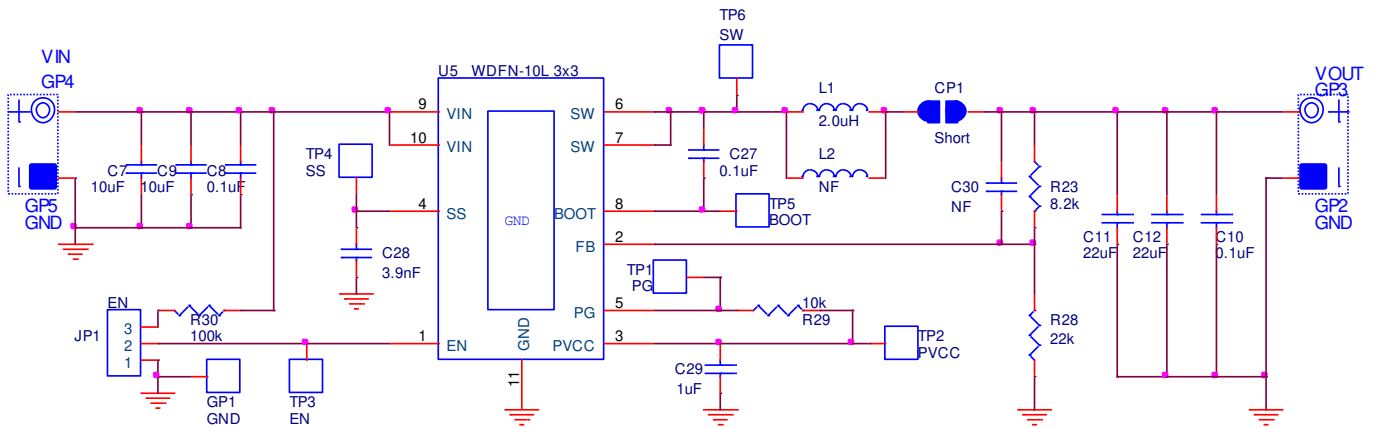 VIN
GP4
GP5
GND
C7
10uF
C9
10uF
C8
0.1uF
TP4
SS
C28
3.9nF
EN
JP1
3
2
1
R30
100k
GP1
GND
TP3
EN
U5 WDFN-10L 3x3
9
VIN
10
VIN
4
SS
1
EN
GND
GND
11
SW
6
SW
7
BOOT
8
FB
2
PG
5
PVCC
3
TP6
SW
C27
0.1uF
L1
2.0uH
L2
NF
CP1
Short
TP5
BOOT
TP1
PG
10k
R29
TP2
PVCC
C29
1uF
C30
NF
R23
8.2k
R28
22k
C11
22uF
C12
22uF
C10
0.1uF
VOUT
GP3
GP2
GND